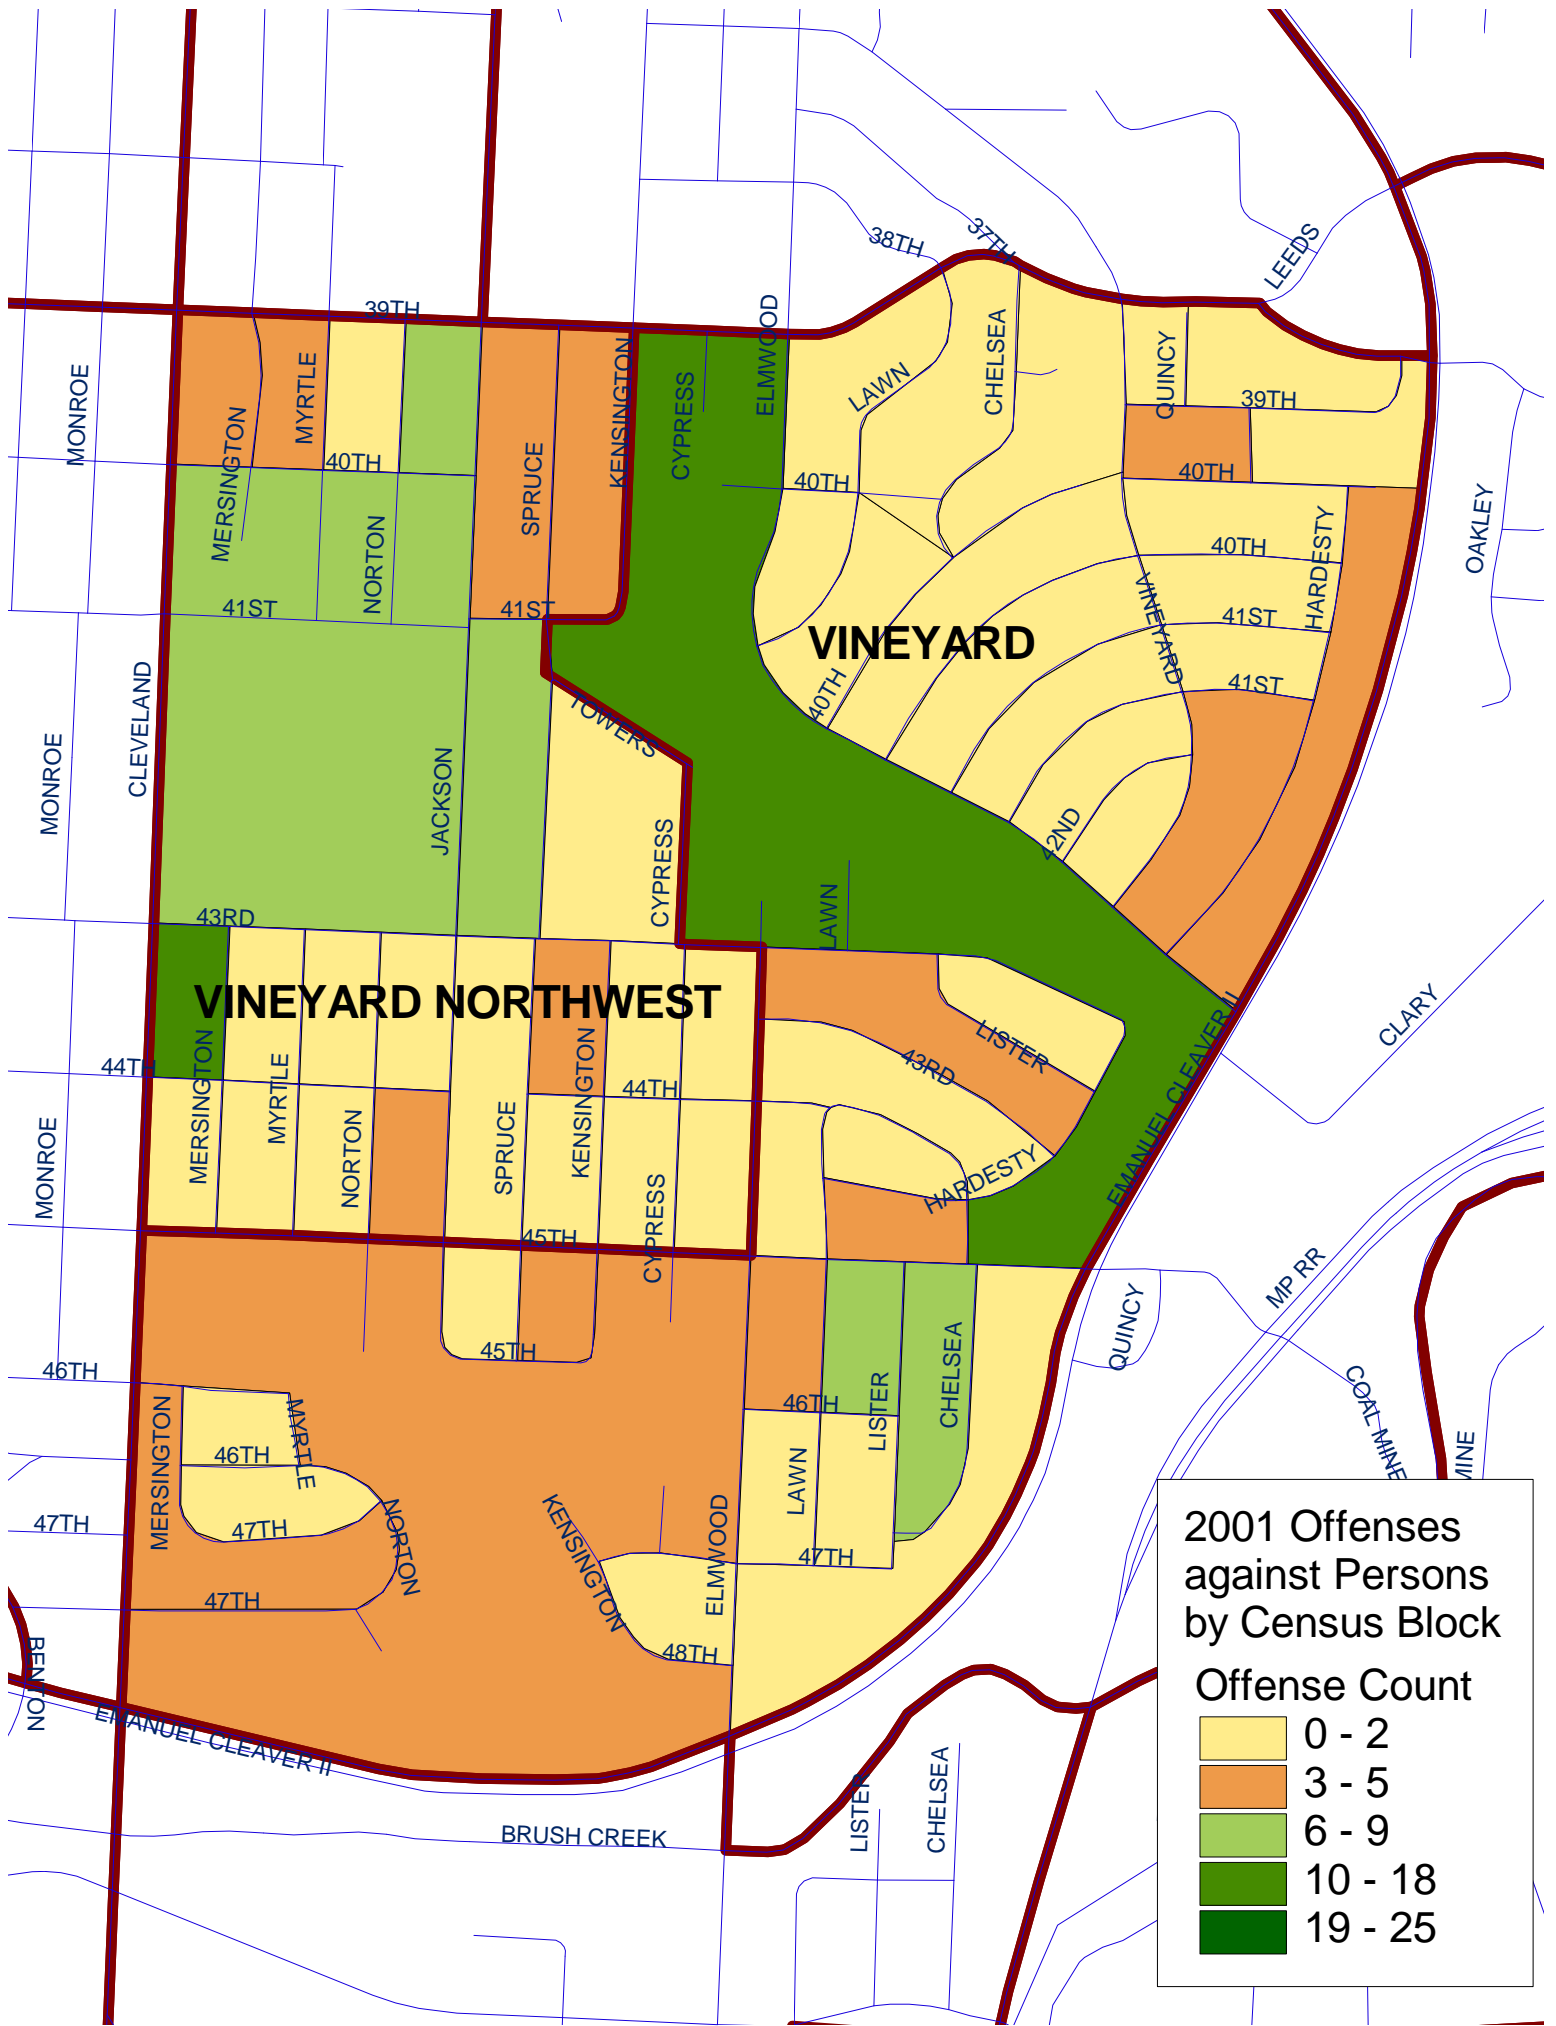 38TH
37TH
LEEDS
39TH
ELMWOOD
CHELSEA
QUINCY
MONROE
MYRTLE
KENSINGTON
CYPRESS
LAWN
39TH
MERSINGTON
40TH
SPRUCE
40TH
40TH
OAKLEY
NORTON
40TH
HARDESTY
41ST
41ST
VINEYARD
41ST
VINEYARD
41ST
CLEVELAND
TOWERS
40TH
MONROE
JACKSON
42ND
CYPRESS
43RD
LAWN
VINEYARD NORTHWEST
LISTER
CLARY
44TH
MERSINGTON
MYRTLE
KENSINGTON
44TH
43RD
EMANUEL CLEAVER II
MONROE
NORTON
SPRUCE
CYPRESS
HARDESTY
45TH
MP RR
QUINCY
46TH
45TH
CHELSEA
COAL MINE
MINE
MERSINGTON
MYRTLE
46TH
LISTER
46TH
LAWN
47TH
47TH
NORTON
KENSINGTON
ELMWOOD
47TH
47TH
48TH
BENTON
EMANUEL CLEAVER II
BRUSH CREEK
LISTER
CHELSEA
2001 Offenses
against Persons
by Census Block
Offense Count
0 - 2
3 - 5
6 - 9
10 - 18
19 - 25